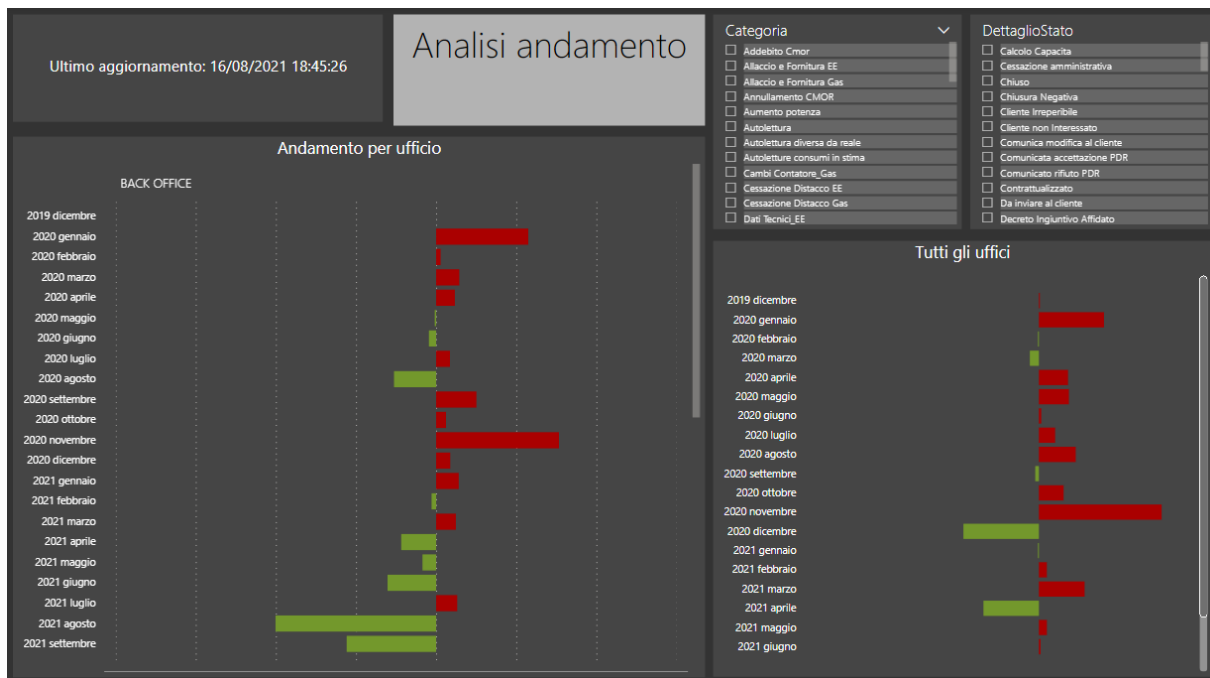 Ultimo aggiornamento: 16/08/2021 18:45:26
Analisi andamento
Categoria
Addebito Cmor
Allaccio e Fornitura EE
Allaccio e Fornitura Gas
Annullamento CMOR
Aumento potenza
Autolettura
Autolettura diversa da reale
Autoletture consumi in stima
Cambi Contatore_Gas
Cessazione Distacco EE
Cessazione Distacco Gas
Dati Tecnici_EE
DettaglioStato
Calcolo Capacita
Cessazione amministrativa
Chiuso
Chiusura Negativa
Cliente Irreperibile
Cliente non Interessato
Comunica modifica al cliente
Comunicata accettazione PDR
Comunicato rifiuto PDR
Contrattualizzato
Da inviare al cliente
Decreto Ingiuntivo Affidato
Andamento per ufficio
BACK OFFICE
2019 dicembre
2020 gennaio
2020 febbraio
2020 marzo
2020 aprile
2020 maggio
2020 giugno
2020 luglio
2020 agosto
2020 settembre
2020 ottobre
2020 novembre
2020 dicembre
2021 gennaio
2021 febbraio
2021 marzo
2021 aprile
2021 maggio
2021 giugno
2021 luglio
2021 agosto
2021 settembre
Tutti gli uffici
2019 dicembre
2020 gennaio
2020 febbraio
2020 marzo
2020 aprile
2020 maggio
2020 giugno
2020 luglio
2020 agosto
2020 settembre
2020 ottobre
2020 novembre
2020 dicembre
2021 gennaio
2021 febbraio
2021 marzo
2021 aprile
2021 maggio
2021 giugno